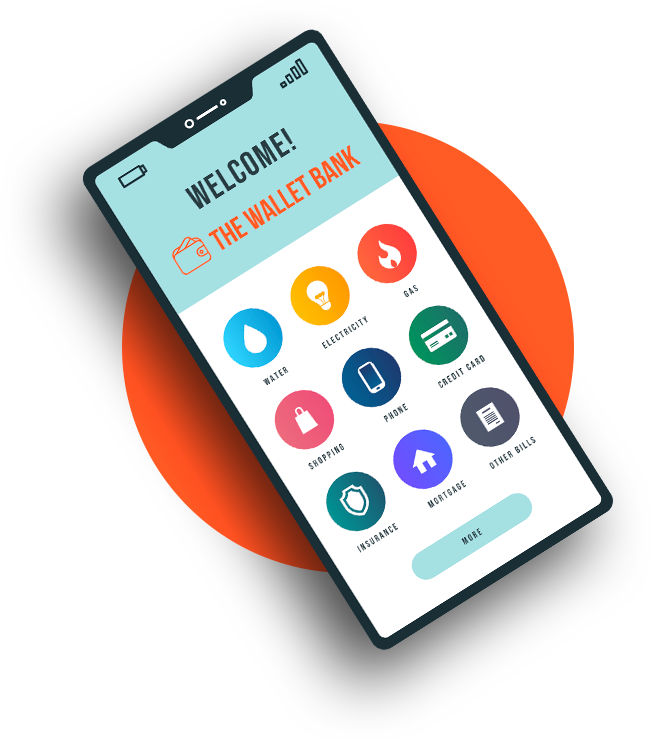 WELCOME!
THE WALLET BANK
WATER
ELECTRICITY
GAS
SHOPPING
PHONE
CREDIT CARD
INSURANCE
MORTGAGE
OTHER BILLS
MORE